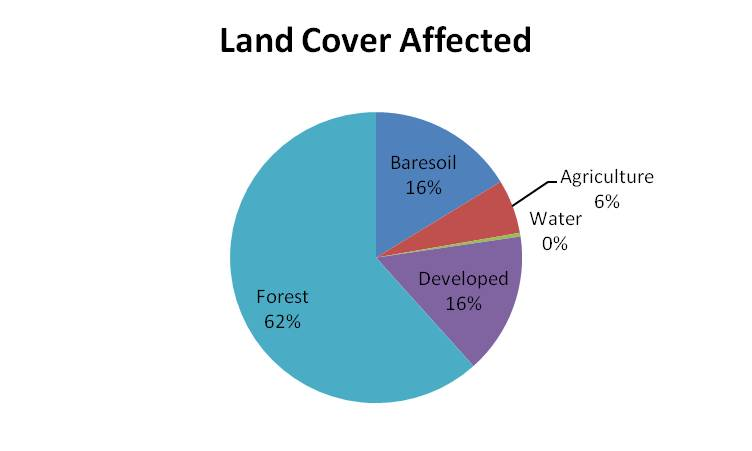 Land Cover Affected
Baresoil
16%
Agriculture
6%
Water
0%
Developed
16%
Forest
62%